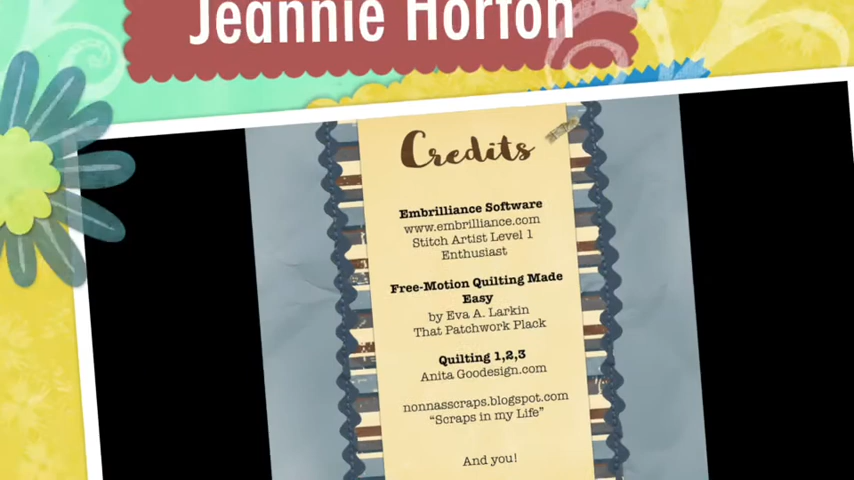 Jeannie Horton
Credits
Embrilliance Software
www.embrilliance.com
Stitch Artist Level 1
Enthusiast
Free-Motion Quilting Made
Easy
by Eva A. Larkin
That Patchwork Plack
Quilting 1,2,3
Anita Goodesign.com
nonnasscraps.blogspot.com
“Scraps in my Life”
And you!